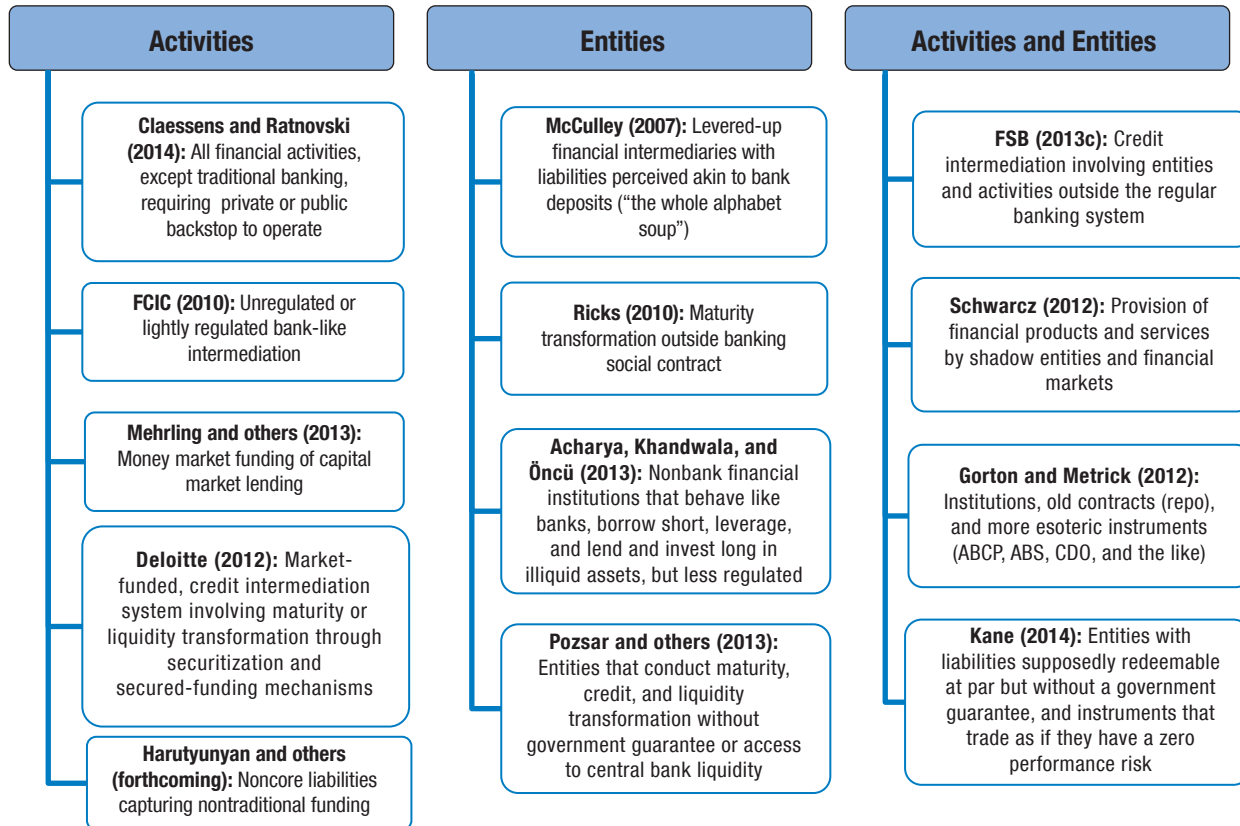 Activities
Claessens and Ratnovski
(2014): All financial activities,
except traditional banking,
requiring private or public
backstop to operate
FCIC (2010): Unregulated or
lightly regulated bank-like
intermediation
Mehrling and others (2013):
Money market funding of capital
market lending
Deloitte (2012): Market-
funded, credit intermediation
system involving maturity or
liquidity transformation through
securitization and
secured-funding mechanisms
Harutyunyan and others
(forthcoming): Noncore liabilities
capturing nontraditional funding
Entities
McCulley (2007): Levered-up
financial intermediaries with
liabilities perceived akin to bank
deposits (“the whole alphabet
soup”)
Ricks (2010): Maturity
transformation outside banking
social contract
Acharya, Khandwala, and
Öncü (2013): Nonbank financial
institutions that behave like
banks, borrow short, leverage,
and lend and invest long in
illiquid assets, but less regulated
Pozsar and others (2013):
Entities that conduct maturity,
credit, and liquidity
transformation without
government guarantee or access
to central bank liquidity
Activities and Entities
FSB (2013c): Credit
intermediation involving entities
and activities outside the regular
banking system
Schwarcz (2012): Provision of
financial products and services
by shadow entities and financial
markets
Gorton and Metrick (2012):
Institutions, old contracts (repo),
and more esoteric instruments
(ABCP, ABS, CDO, and the like)
Kane (2014): Entities with
liabilities supposedly redeemable
at par but without a government
guarantee, and instruments that
trade as if they have a zero
performance risk